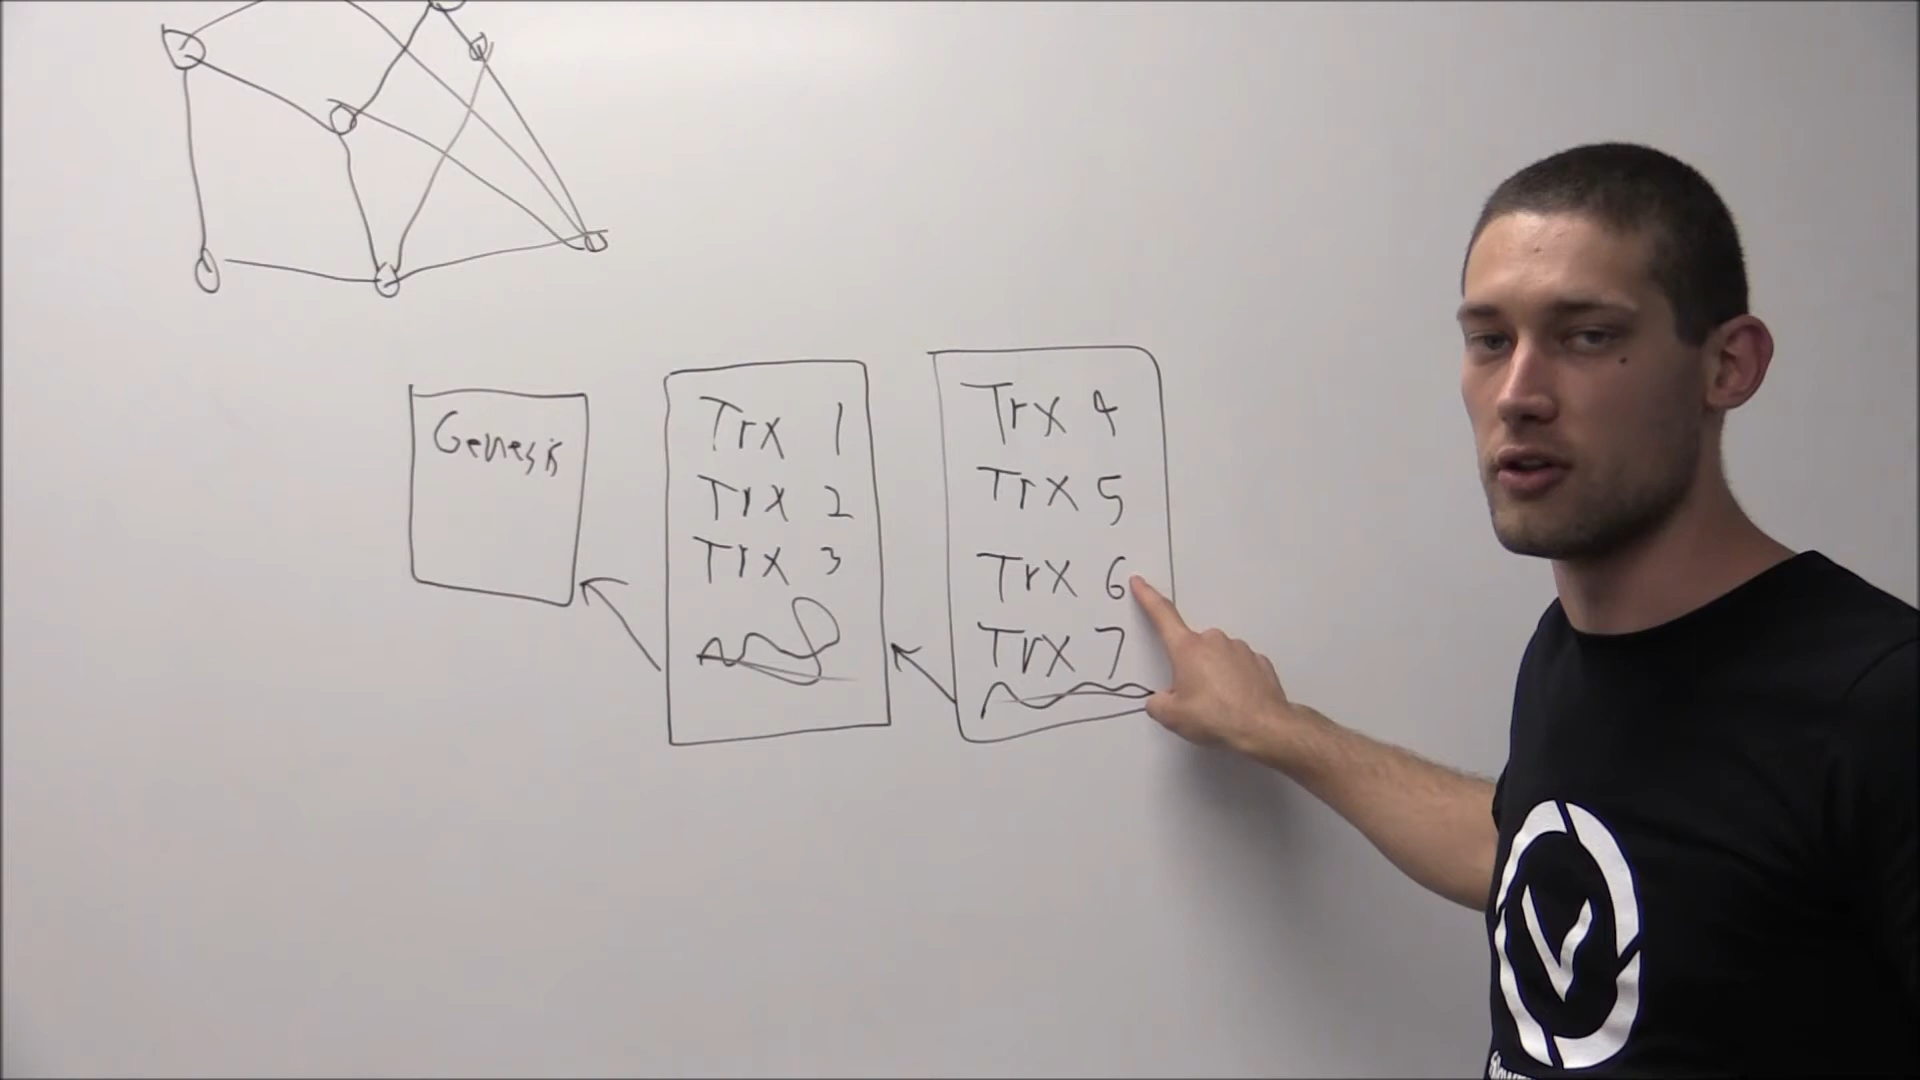 Genesis
Trx 1
Trx 2
Trx 3
Trx 4
Trx 5
Trx 6
Trx 7